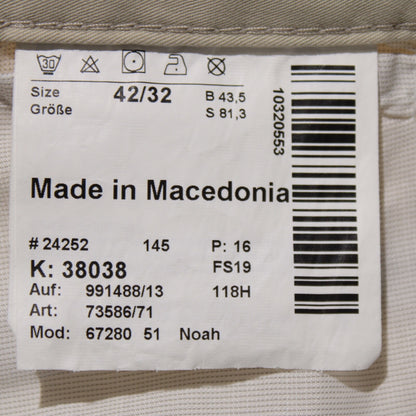 30
Size 42/32 B 43,5
Größe S 81,3
10320553
Made in Macedonia
# 24252 145 P: 16
K: 38038 FS19
Auf: 991488/13 118H
Art: 73586/71
Mod: 67280 51 Noah